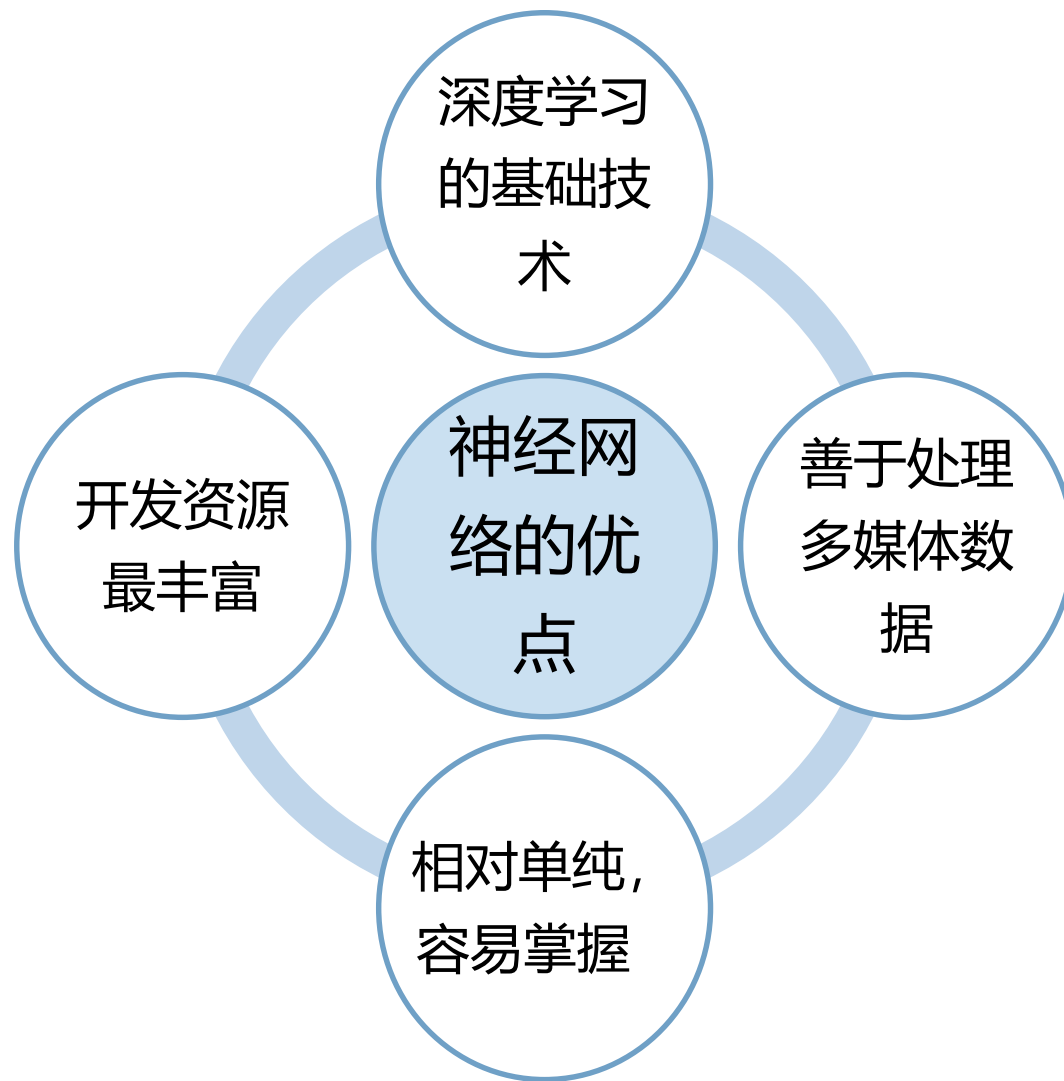 深度学习
的基础技
术
神经网
络的优
点
善于处理
多媒体数
据
开发资源
最丰富
相对单纯，
容易掌握